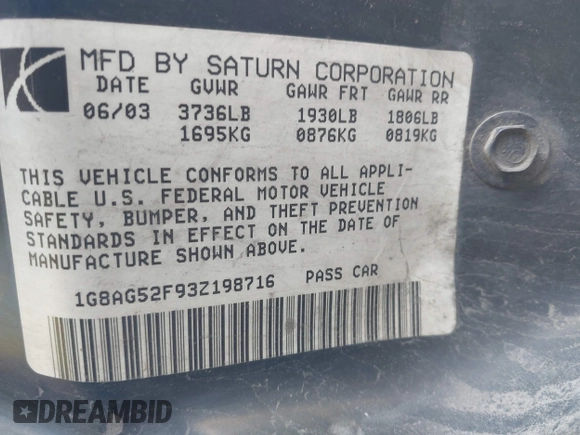 MFD BY SATURN CORPORATION
DATE GVWR GAWR FRT GAWR RR
06/03 3736LB 1930LB 1806LB
1695KG 0876KG 0819KG
THIS VEHICLE CONFORMS TO ALL APPLI-
CABLE U.S. FEDERAL MOTOR VEHICLE
SAFETY, BUMPER, AND THEFT PREVENTION
STANDARDS IN EFFECT ON THE DATE OF
MANUFACTURE SHOWN ABOVE.
1G8AG52F93Z198716 PASS CAR
DREAMBID